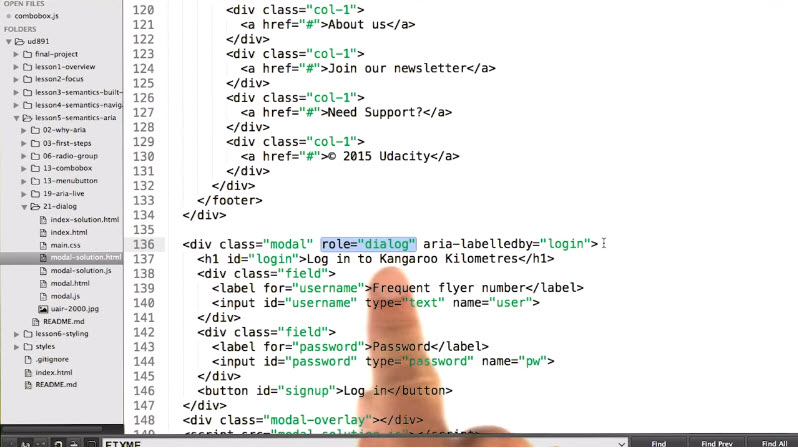 OPEN FILES
combobox.js
FOLDERS
ud891
final-project
lesson1-overview
lesson2-focus
lesson3-semantics-built-
lesson4-semantics-navig
lesson5-semantics-aria
02-why-aria
03-first-steps
06-radio-group
13-combobox
13-menubutton
19-aria-live
21-dialog
index-solution.html
index.html
main.css
modal-solution.html
modal-solution.js
modal.html
modal.js
uair-2000.jpg
README.md
lesson6-styling
styles
.gitignore
index.html
README.md
120 <div class="col-1">
121 <a href="#">About us</a>
122 </div>
123 <div class="col-1">
124 <a href="#">Join our newsletter</a>
125 </div>
126 <div class="col-1">
127 <a href="#">Need Support?</a>
128 </div>
129 <div class="col-1">
130 <a href="#">© 2015 Udacity</a>
131 </div>
132 </div>
133 </footer>
134 </div>
135
136 <div class="modal" role="dialog" aria-labelledby="login">
137 <h1 id="login">Log in to Kangaroo Kilometres</h1>
138 <div class="field">
139 <label for="username">Frequent flyer number</label>
140 <input id="username" type="text" name="user">
141 </div>
142 <div class="field">
143 <label for="password">Password</label>
144 <input id="password" type="password" name="pw">
145 </div>
146 <button id="signup">Log in</button>
147 </div>
148 <div class="modal-overlay"></div>
149 <script src="modal-solution.js"></script>
FIXME
Find
Find Prev
Find All